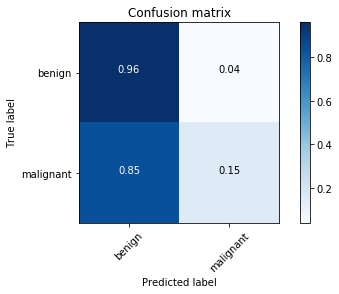 Confusion matrix
True label
benign
malignant
0.96
0.04
0.85
0.15
benign
malignant
Predicted label
0.8
0.6
0.4
0.2